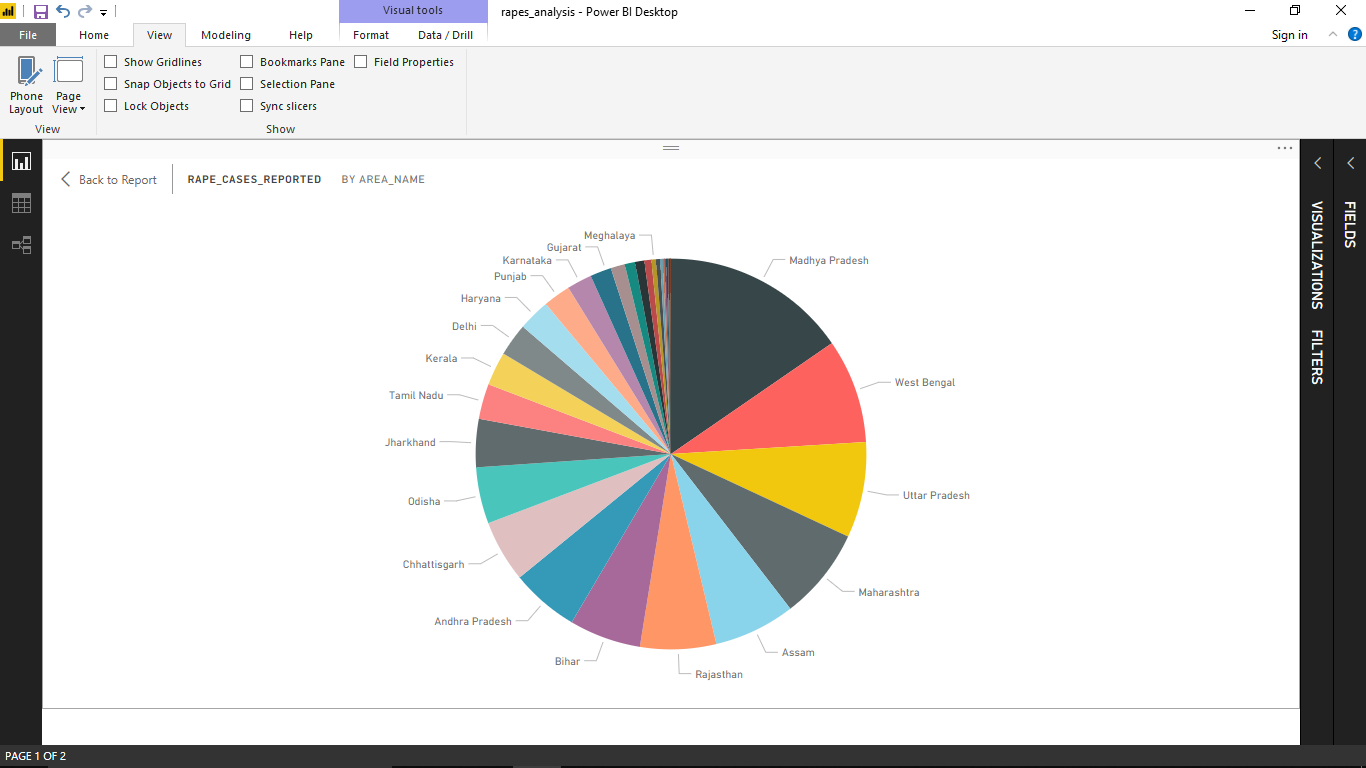 Visual tools
rapes_analysis - Power BI Desktop
File Home View Modeling Help Format Data / Drill Sign in ?
Show Gridlines Bookmarks Pane Field Properties
Snap Objects to Grid Selection Pane
Phone Layout Page View Lock Objects Sync slicers
View Show
Back to Report RAPE_CASES_REPORTED BY AREA_NAME
VISUALIZATIONS
FIELDS
FILTERS
Meghalaya
Gujarat
Karnataka
Punjab
Haryana
Delhi
Kerala
Tamil Nadu
Jharkhand
Odisha
Chhattisgarh
Andhra Pradesh
Bihar
Rajasthan
Assam
Maharashtra
Uttar Pradesh
West Bengal
Madhya Pradesh
PAGE 1 OF 2